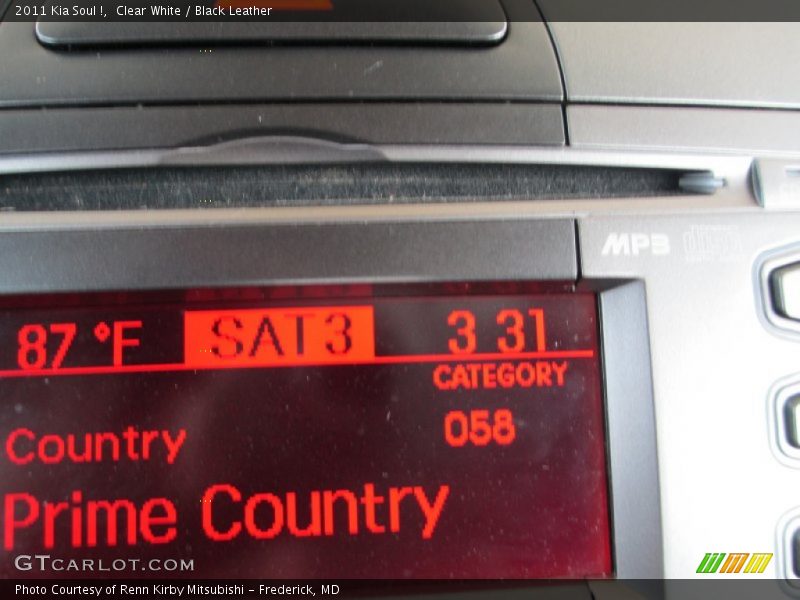 2011 Kia Soul !,  Clear White / Black Leather
MP3
87 °F SAT3 3 31
CATEGORY
Country 058
Prime Country
GTCARLOT.COM
Photo Courtesy of Renn Kirby Mitsubishi - Frederick, MD